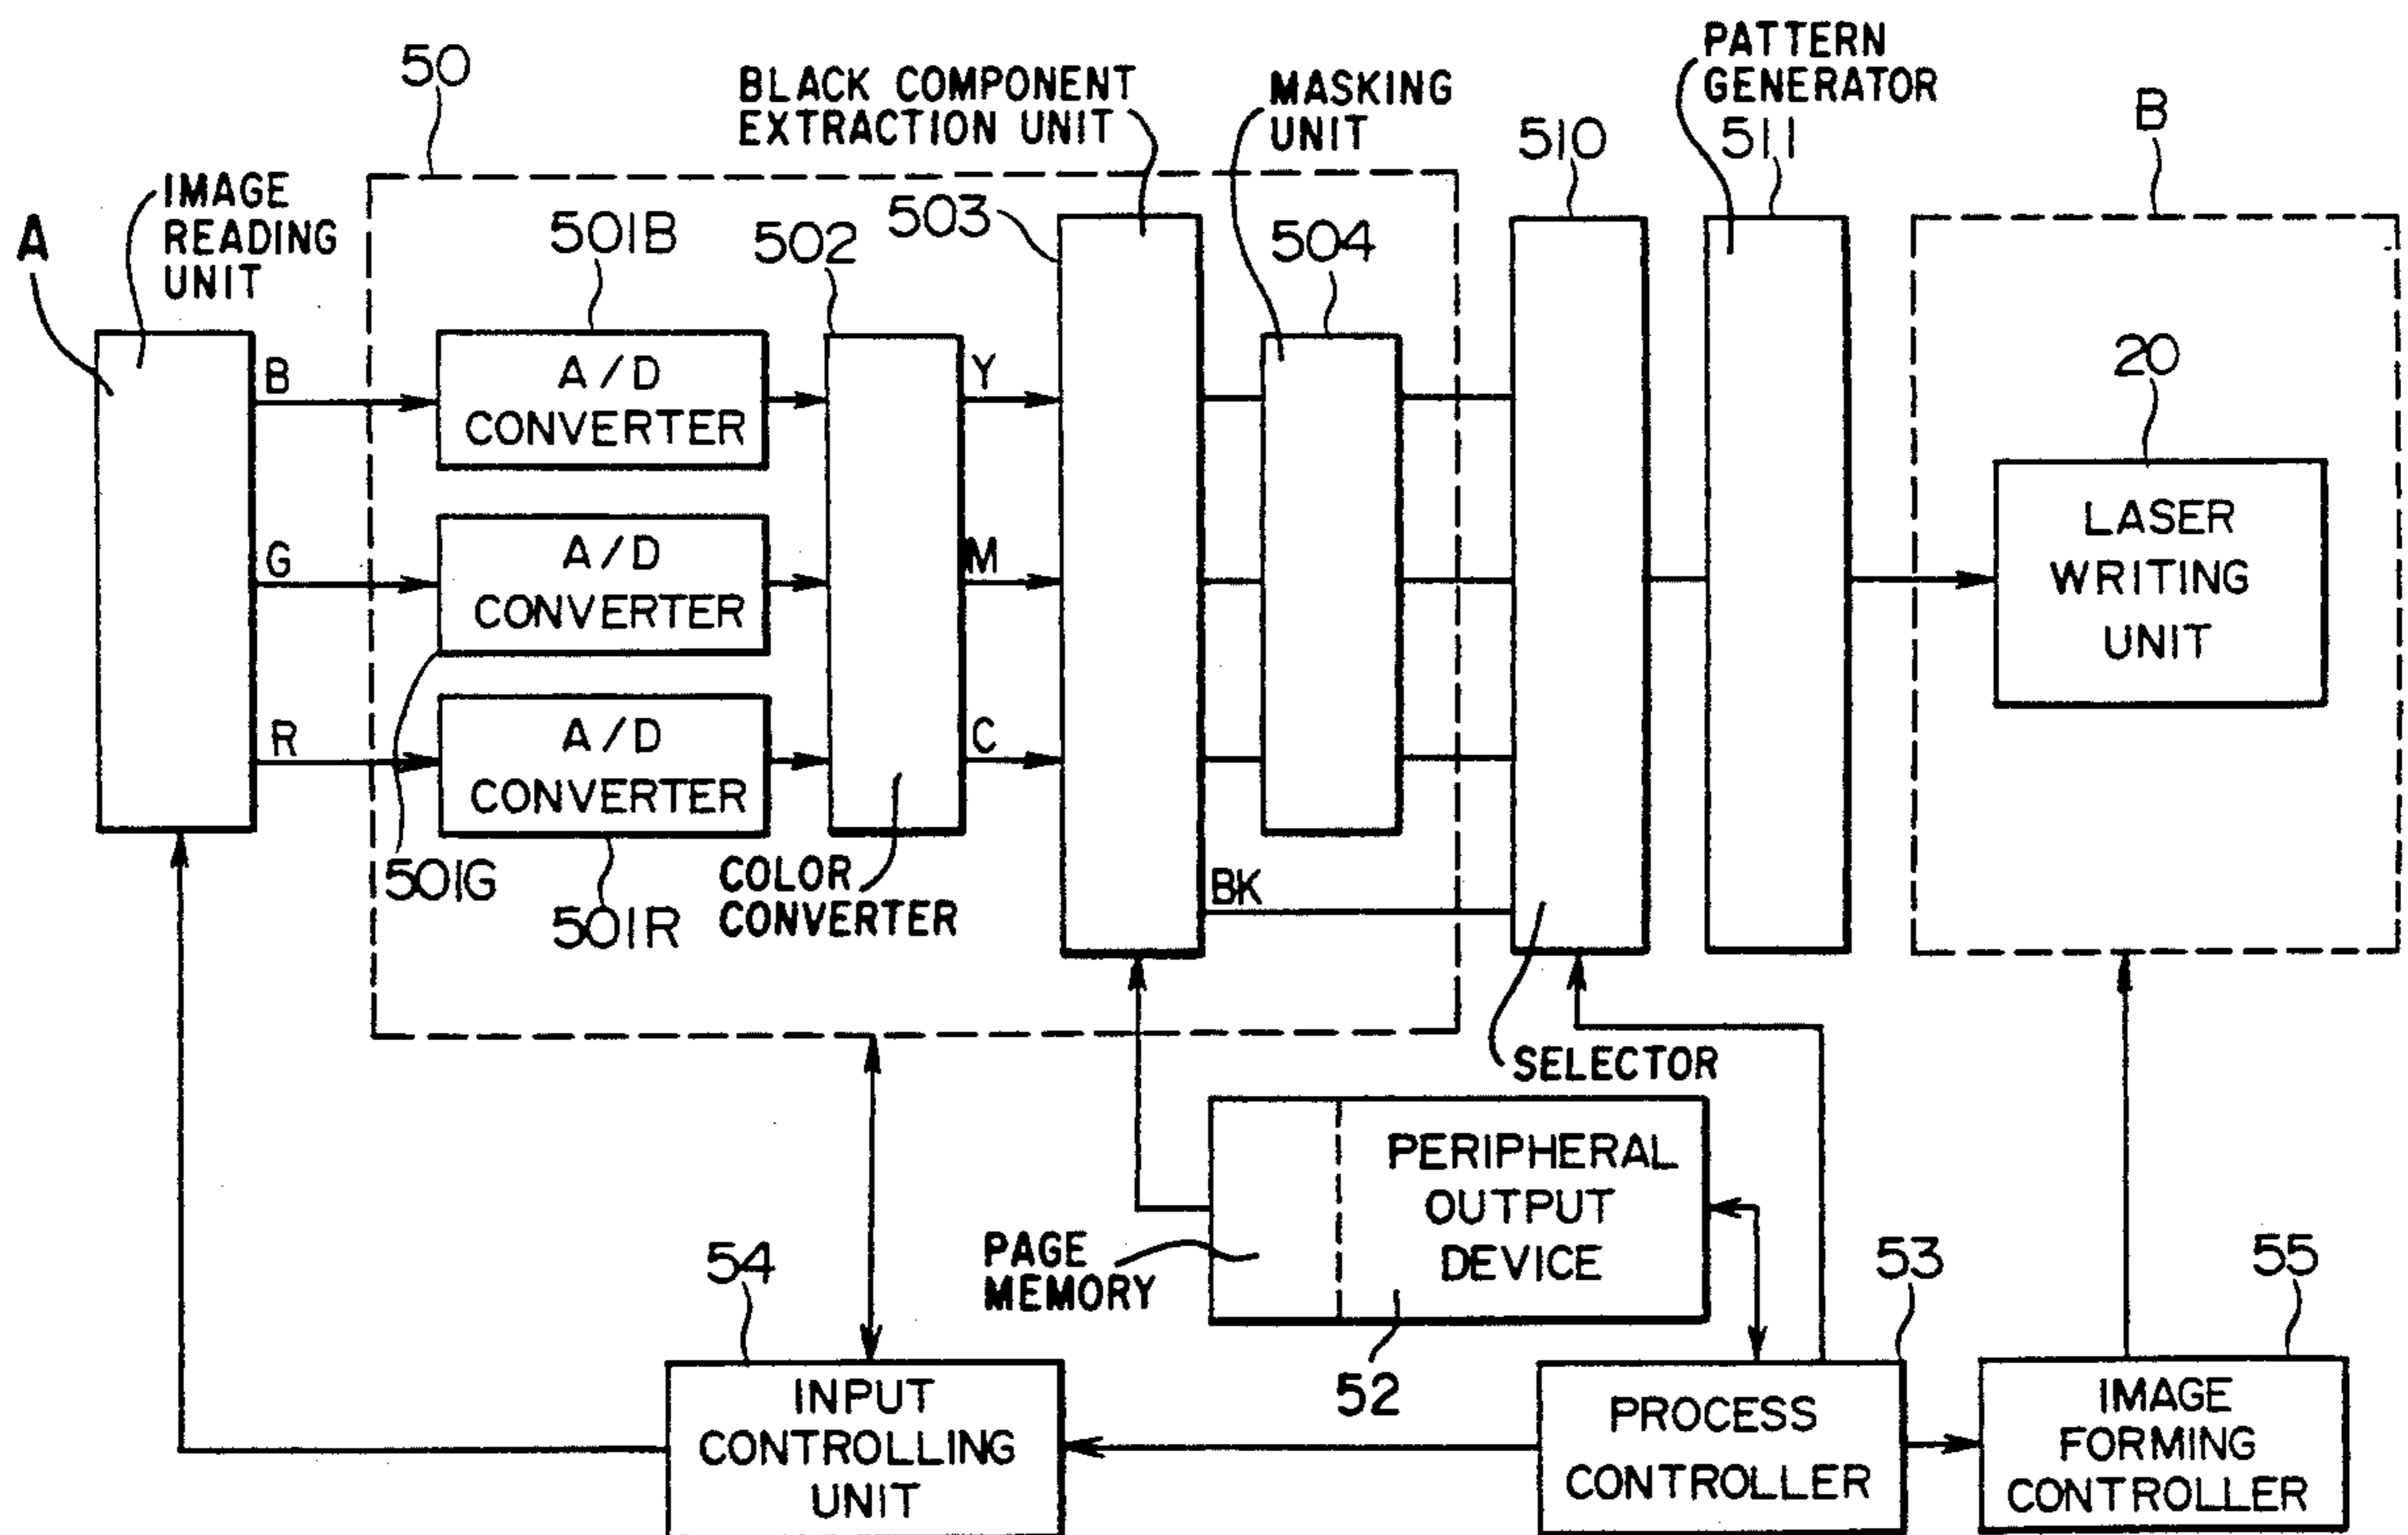 50
BLACK COMPONENT
EXTRACTION UNIT
MASKING
UNIT
PATTERN
GENERATOR
510
511
B
A
IMAGE
READING
UNIT
501B
502
503
504
20
B
A/D
CONVERTER
Y
G
A/D
CONVERTER
M
R
A/D
CONVERTER
C
LASER
WRITING
UNIT
501G
501R
COLOR
CONVERTER
BK
SELECTOR
PERIPHERAL
OUTPUT
DEVICE
PAGE
MEMORY
52
54
53
55
INPUT
CONTROLLING
UNIT
PROCESS
CONTROLLER
IMAGE
FORMING
CONTROLLER